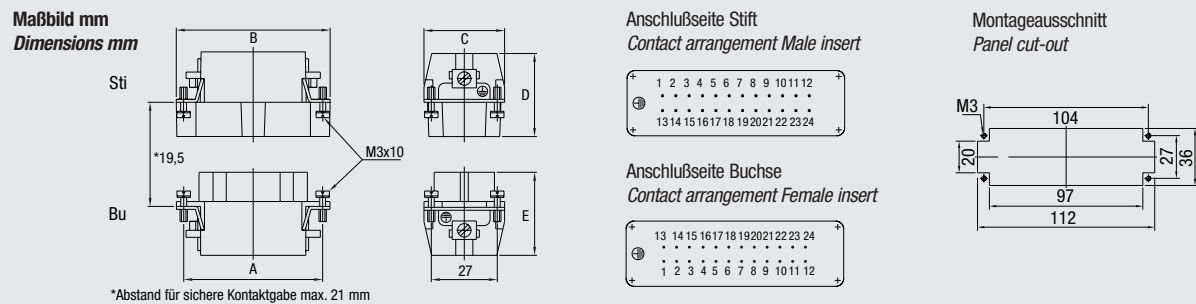 Maßbild mm
Dimensions mm
B
C
Sti
D
*19,5
M3x10
Bu
E
A
27
*Abstand für sichere Kontaktgabe max. 21 mm
Anschlußseite Stift
Contact arrangement Male insert
1 2 3 4 5 6 7 8 9 10 11 12
13 14 15 16 17 18 19 20 21 22 23 24
Anschlußseite Buchse
Contact arrangement Female insert
13 14 15 16 17 18 19 20 21 22 23 24
1 2 3 4 5 6 7 8 9 10 11 12
Montageausschnitt
Panel cut-out
M3
104
20
27
36
97
112